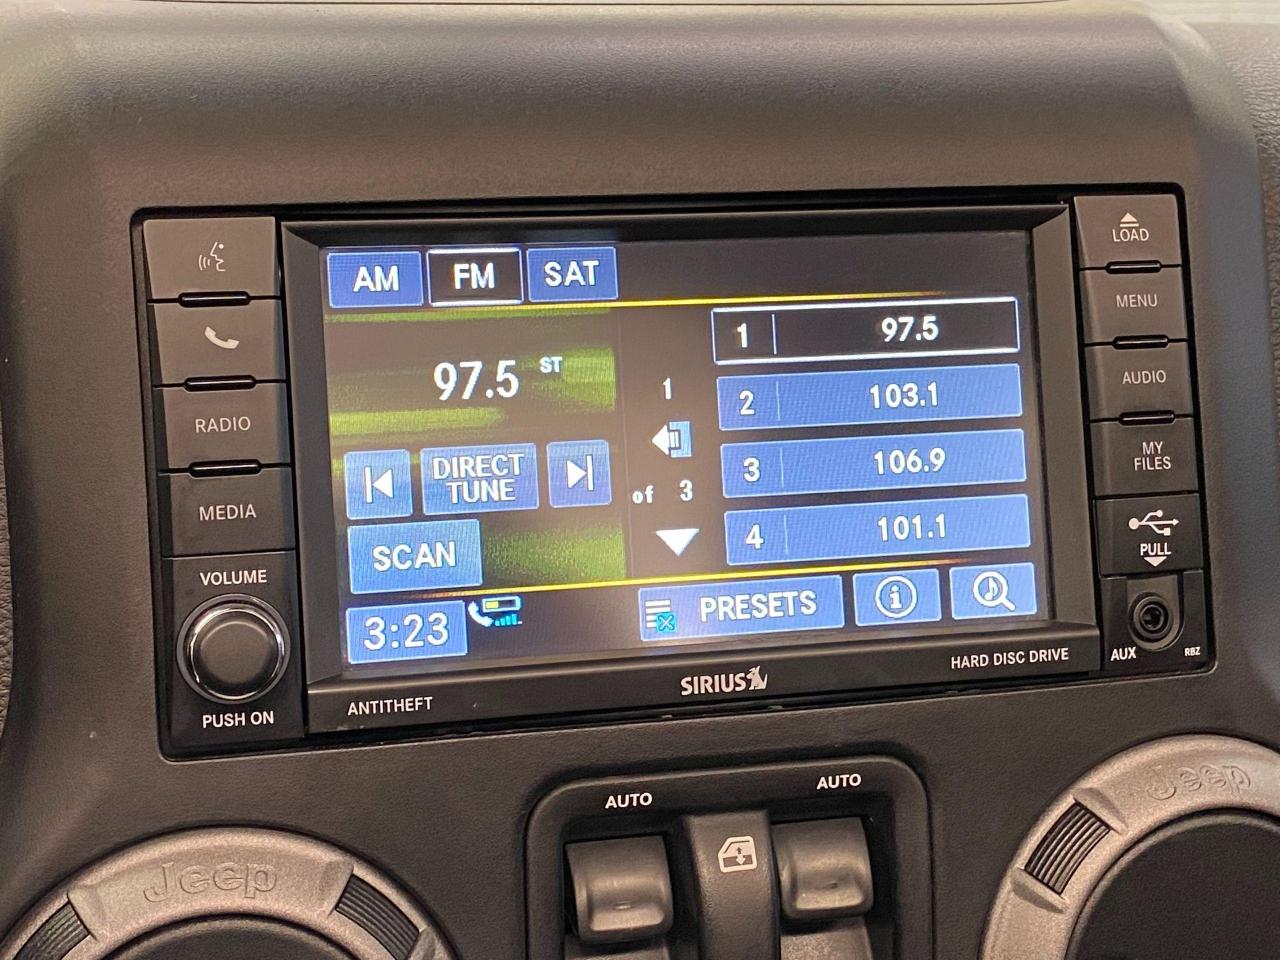 LOAD
MENU
AUDIO
MY
FILES
PULL
AUX
RBZ
RADIO
MEDIA
VOLUME
PUSH ON
AM
FM
SAT
97.5 ST
DIRECT
TUNE
SCAN
3:23
1
of 3
1 97.5
2 103.1
3 106.9
4 101.1
PRESETS
i
ANTITHEFT
SIRIUS
HARD DISC DRIVE
AUTO
AUTO
Jeep
Jeep